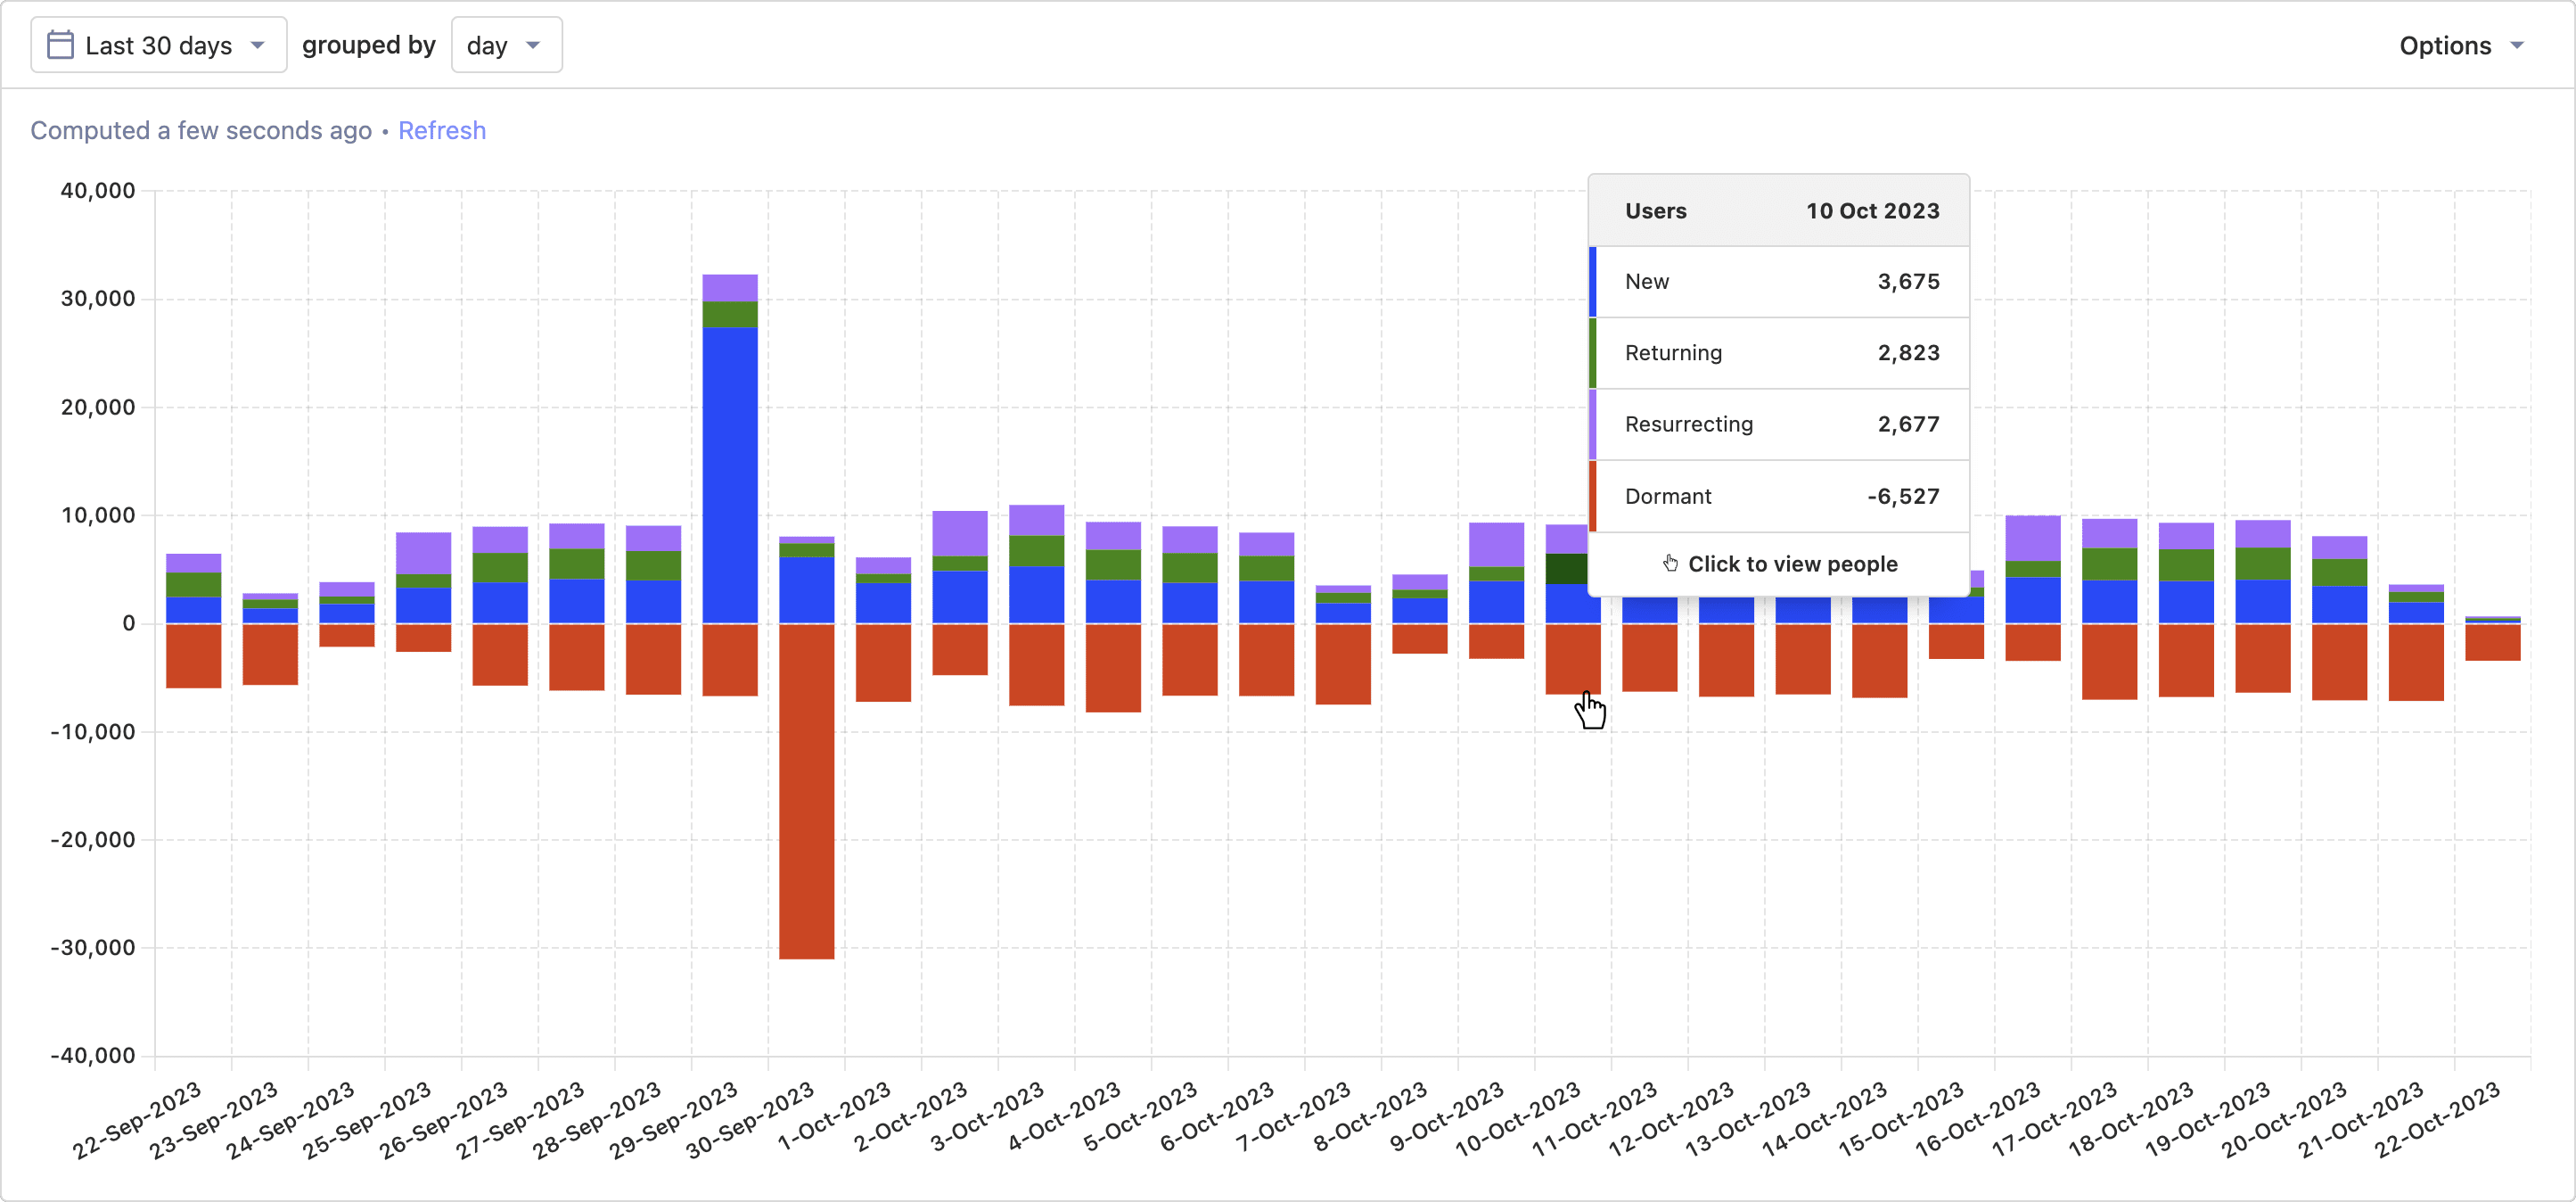 Last 30 days grouped by day Options
Computed a few seconds ago • Refresh
40,000
30,000
20,000
10,000
0
-10,000
-20,000
-30,000
-40,000
Users 10 Oct 2023
New 3,675
Returning 2,823
Resurrecting 2,677
Dormant -6,527
Click to view people
22-Sep-2023
23-Sep-2023
24-Sep-2023
25-Sep-2023
26-Sep-2023
27-Sep-2023
28-Sep-2023
29-Sep-2023
30-Sep-2023
1-Oct-2023
2-Oct-2023
3-Oct-2023
4-Oct-2023
5-Oct-2023
6-Oct-2023
7-Oct-2023
8-Oct-2023
9-Oct-2023
10-Oct-2023
11-Oct-2023
12-Oct-2023
13-Oct-2023
14-Oct-2023
15-Oct-2023
16-Oct-2023
17-Oct-2023
18-Oct-2023
19-Oct-2023
20-Oct-2023
21-Oct-2023
22-Oct-2023